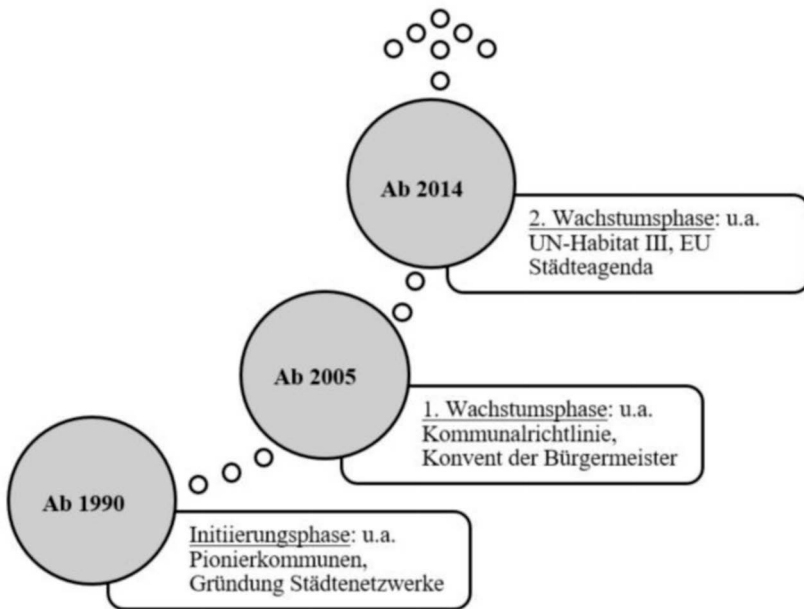 Ab 2014
2. Wachstumsphase: u.a.
UN-Habitat III, EU
Städteagenda
Ab 2005
1. Wachstumsphase: u.a.
Kommunalrichtlinie,
Konvent der Bürgermeister
Ab 1990
Initiierungsphase: u.a.
Pionierkommunen,
Gründung Städtenetzwerke